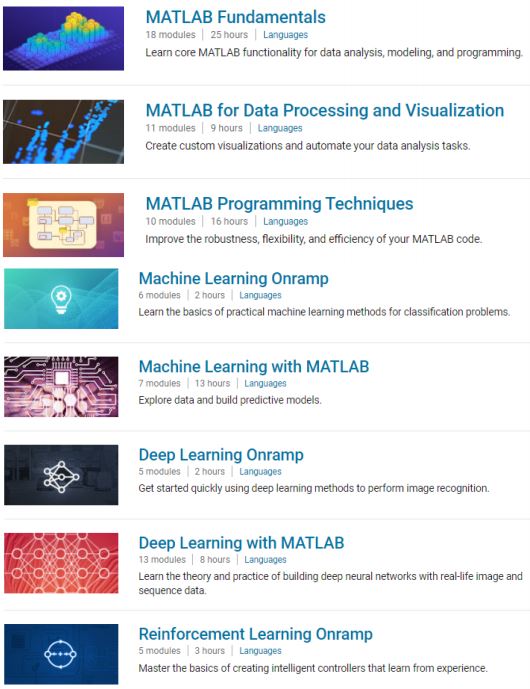 MATLAB Fundamentals
18 modules | 25 hours | Languages
Learn core MATLAB functionality for data analysis, modeling, and programming.
MATLAB for Data Processing and Visualization
11 modules | 9 hours | Languages
Create custom visualizations and automate your data analysis tasks.
MATLAB Programming Techniques
10 modules | 16 hours | Languages
Improve the robustness, flexibility, and efficiency of your MATLAB code.
Machine Learning Onramp
6 modules | 2 hours | Languages
Learn the basics of practical machine learning methods for classification problems.
Machine Learning with MATLAB
7 modules | 13 hours | Languages
Explore data and build predictive models.
Deep Learning Onramp
5 modules | 2 hours | Languages
Get started quickly using deep learning methods to perform image recognition.
Deep Learning with MATLAB
13 modules | 8 hours | Languages
Learn the theory and practice of building deep neural networks with real-life image and
sequence data.
Reinforcement Learning Onramp
5 modules | 3 hours | Languages
Master the basics of creating intelligent controllers that learn from experience.